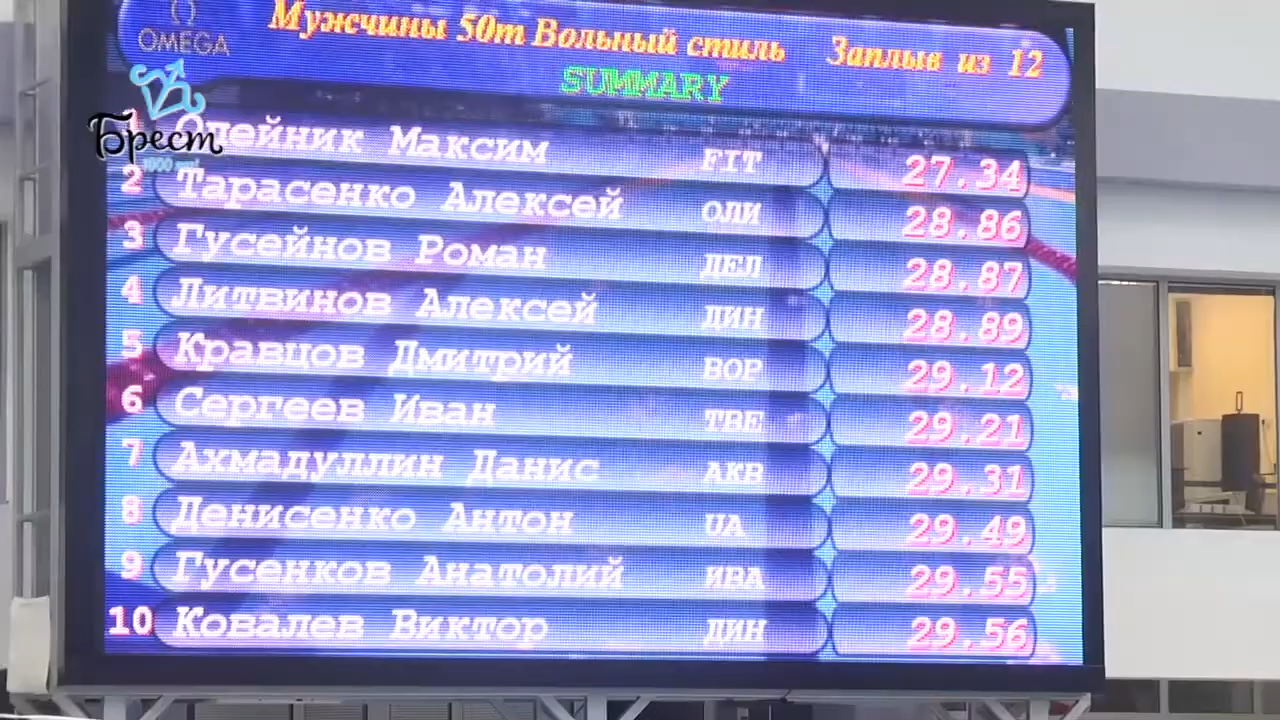 OMEGA
Мужчины 50m Вольный стиль Заплыв из 12
SUMMARY
Брест
1000 лет
1 Олейник Максим FIT 27.34
2 Тарасенко Алексей ОЛИ 28.86
3 Гусейнов Роман ДЕЛ 28.87
4 Литвинов Алексей ДИН 28.89
5 Кравцов Дмитрий ВОР 29.12
6 Сергеев Иван ТВЕ 29.21
7 Ахмадуллин Данис АКВ 29.31
8 Денисенко Антон UA 29.49
9 Гусенков Анатолий 29.55
10 Ковалев Виктор ДИН 29.56